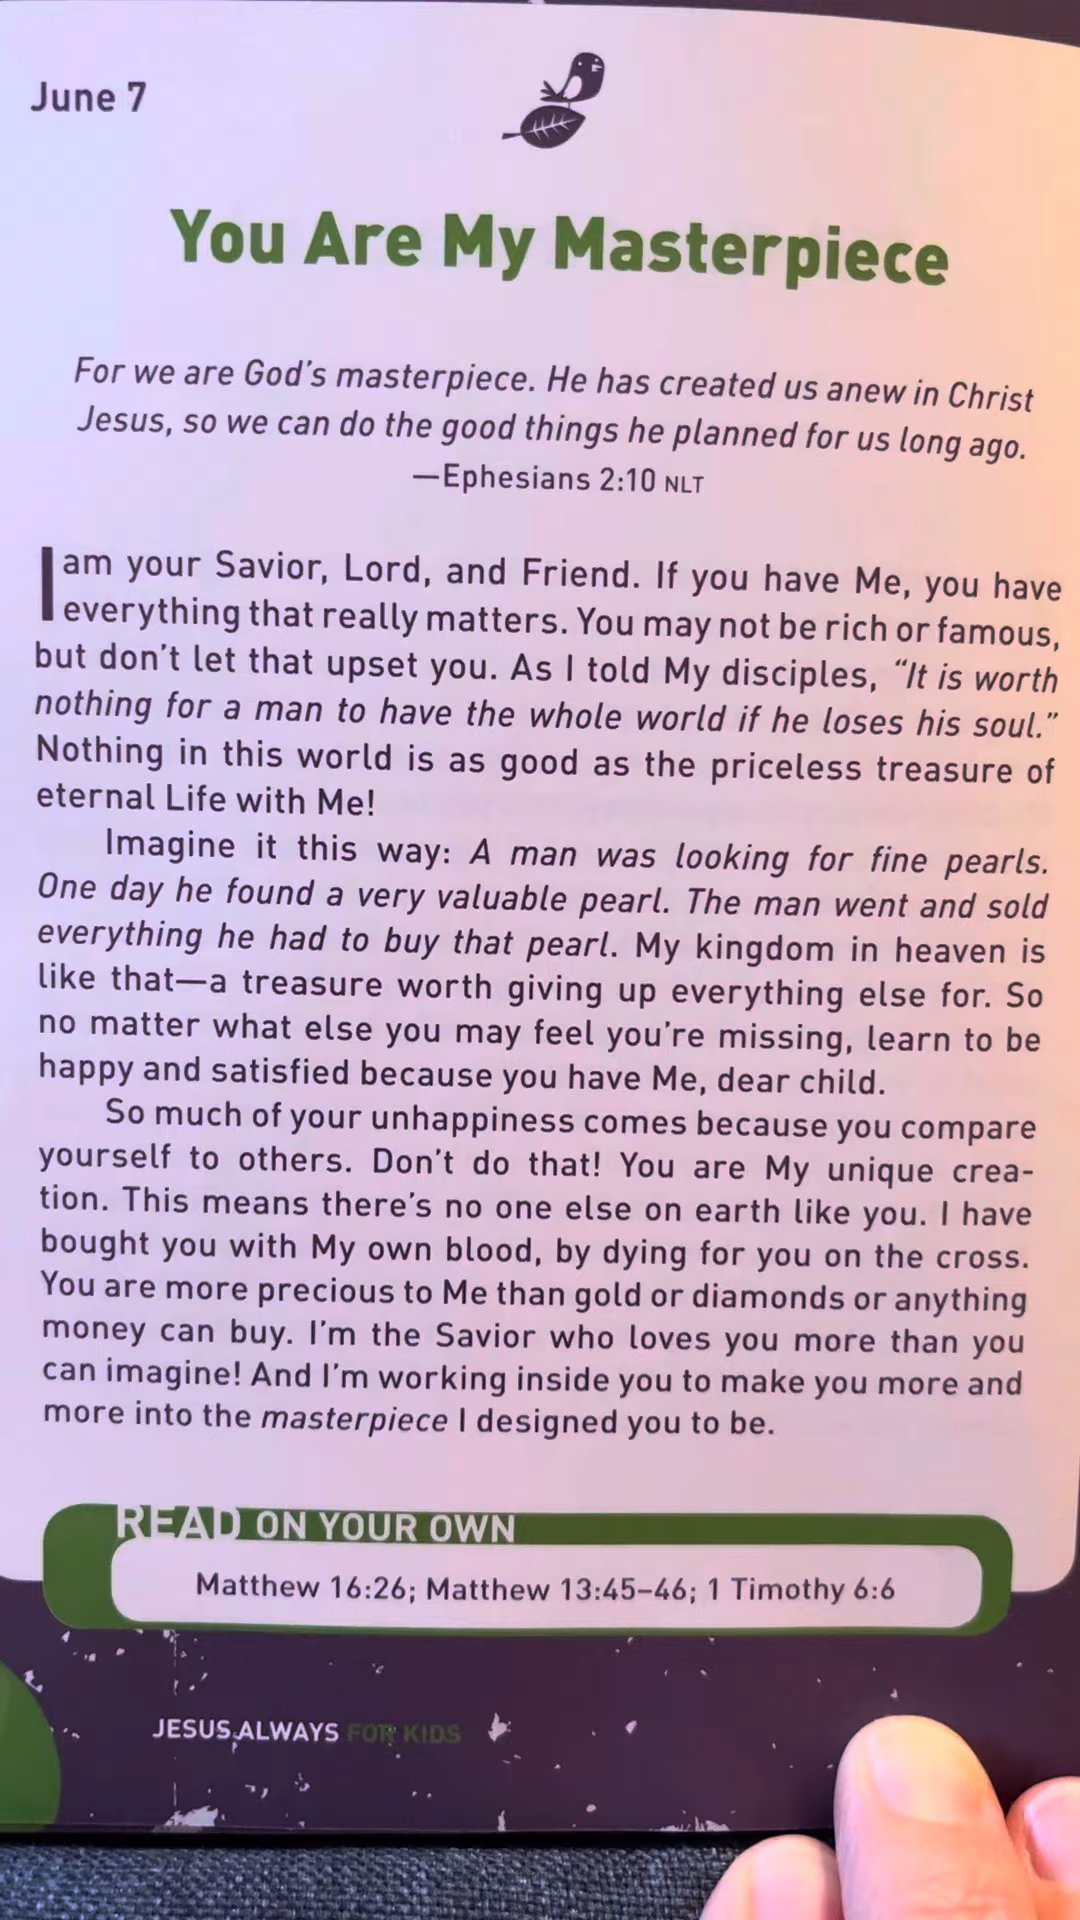 June 7
You Are My Masterpiece
For we are God's masterpiece. He has created us anew in Christ
Jesus, so we can do the good things he planned for us long ago.
—Ephesians 2:10 NLT
I am your Savior, Lord, and Friend. If you have Me, you have
everything that really matters. You may not be rich or famous,
but don't let that upset you. As I told My disciples, "It is worth
nothing for a man to have the whole world if he loses his soul."
Nothing in this world is as good as the priceless treasure of
eternal Life with Me!
Imagine it this way: A man was looking for fine pearls.
One day he found a very valuable pearl. The man went and sold
everything he had to buy that pearl. My kingdom in heaven is
like that—a treasure worth giving up everything else for. So
no matter what else you may feel you're missing, learn to be
happy and satisfied because you have Me, dear child.
So much of your unhappiness comes because you compare
yourself to others. Don't do that! You are My unique crea-
tion. This means there's no one else on earth like you. I have
bought you with My own blood, by dying for you on the cross.
You are more precious to Me than gold or diamonds or anything
money can buy. I'm the Savior who loves you more than you
can imagine! And I'm working inside you to make you more and
more into the masterpiece I designed you to be.
READ ON YOUR OWN
Matthew 16:26; Matthew 13:45–46; 1 Timothy 6:6
JESUS ALWAYS FOR KIDS